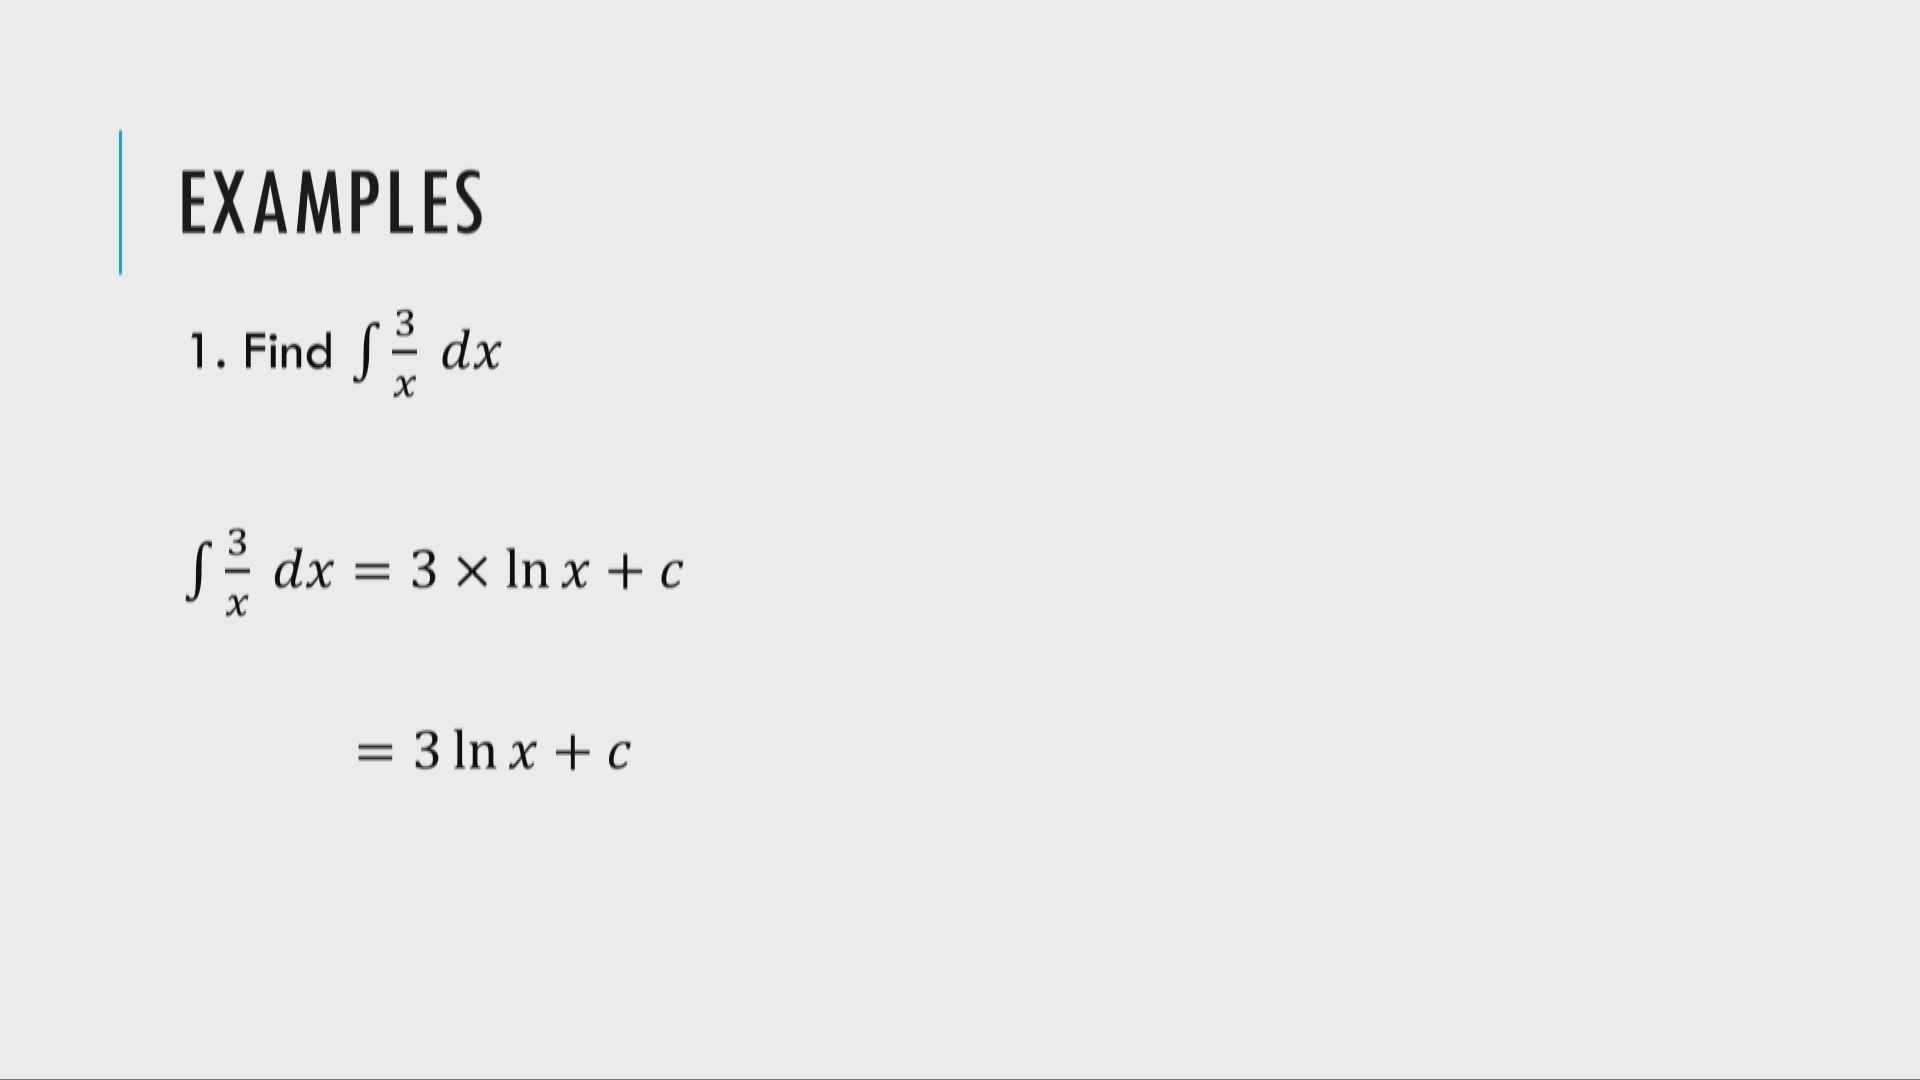 EXAMPLES
1. Find ∫ 3/x dx
∫ 3/x dx = 3 × ln x + c
= 3 ln x + c